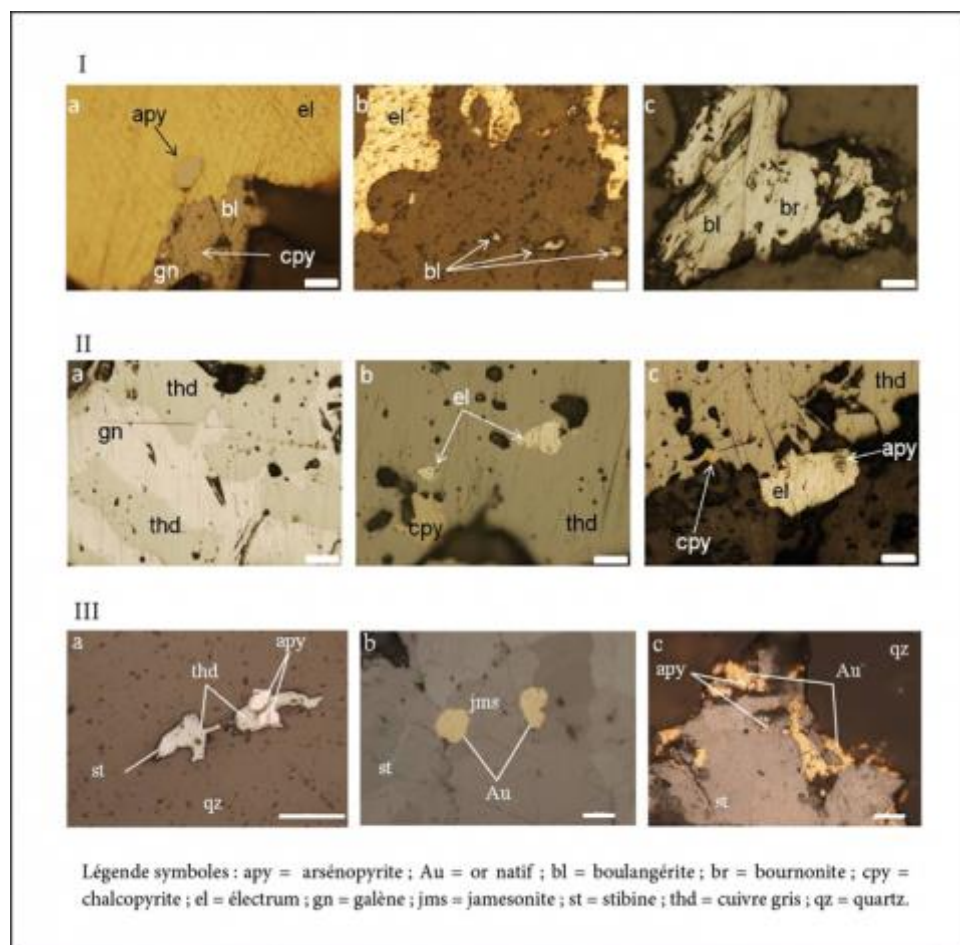 I
a
apy
el
bl
gn
cpy
b
el
bl
c
bl
br
II
a
thd
gn
thd
b
el
cpy
thd
c
thd
apy
el
cpy
III
a
apy
thd
st
qz
b
jms
st
Au
c
qz
apy
Au
st
Légende symboles : apy = arsénopyrite ; Au = or natif ; bl = boulangérite ; br = bournonite ; cpy =
chalcopyrite ; el = électrum ; gn = galène ; jms = jamesonite ; st = stibine ; thd = cuivre gris ; qz = quartz.